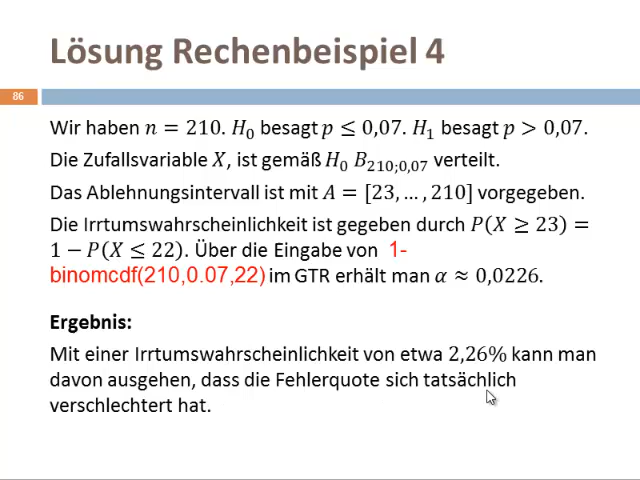 Lösung Rechenbeispiel 4
86
Wir haben n = 210. H₀ besagt p ≤ 0,07. H₁ besagt p > 0,07.
Die Zufallsvariable X, ist gemäß H₀ B₂₁₀;₀,₀₇ verteilt.
Das Ablehnungsintervall ist mit A = [23, … , 210] vorgegeben.
Die Irrtumswahrscheinlichkeit ist gegeben durch P(X ≥ 23) =
1 − P(X ≤ 22). Über die Eingabe von 1-
binomcdf(210,0.07,22) im GTR erhält man α ≈ 0,0226.
Ergebnis:
Mit einer Irrtumswahrscheinlichkeit von etwa 2,26% kann man
davon ausgehen, dass die Fehlerquote sich tatsächlich
verschlechtert hat.